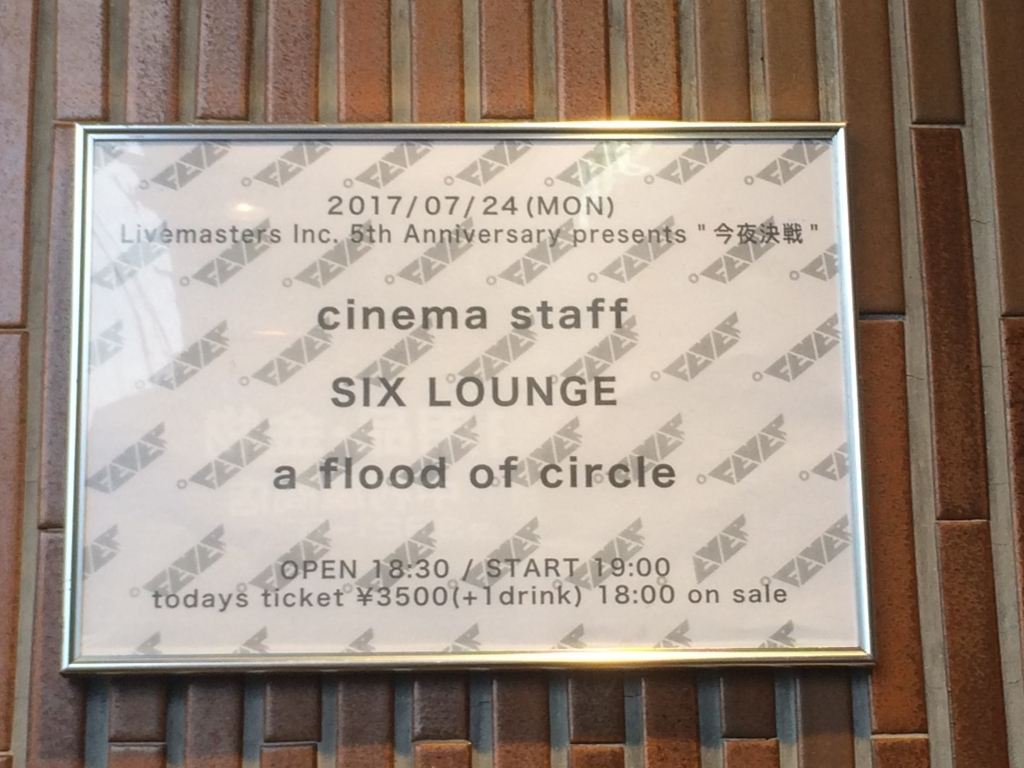 2017/07/24(MON)
Livemasters Inc. 5th Anniversary presents "今夜決戦"
cinema staff
SIX LOUNGE
a flood of circle
OPEN 18:30 / START 19:00
todays ticket ¥3500(+1drink) 18:00 on sale